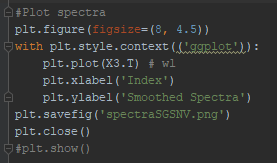 #Plot spectra
plt.figure(figsize=(8, 4.5))
with plt.style.context(('ggplot')):
    plt.plot(X3.T) # wl
    plt.xlabel('Index')
    plt.ylabel('Smoothed Spectra')
plt.savefig('spectraSGSNV.png')
plt.close()
#plt.show()